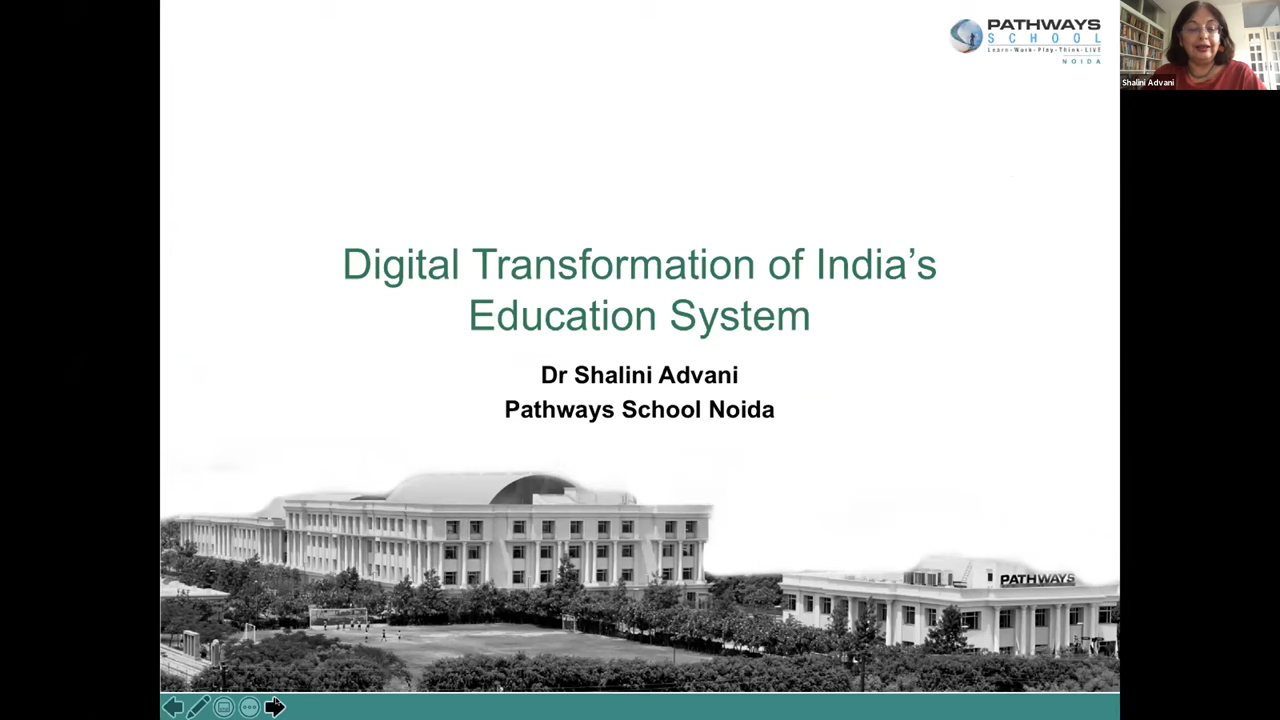 PATHWAYS
SCHOOL
Learn-Work-Play-Think-LIVE
NOIDA
Shalini Advani
Digital Transformation of India’s
Education System
Dr Shalini Advani
Pathways School Noida
PATHWAYS